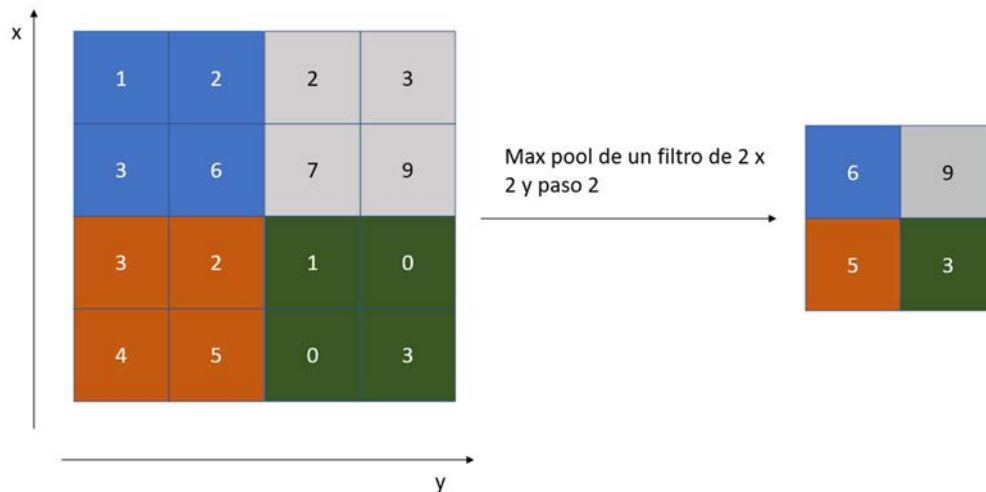 x
1 2 2 3
3 6 7 9
3 2 1 0
4 5 0 3
y
Max pool de un filtro de 2 x
2 y paso 2
6 9
5 3